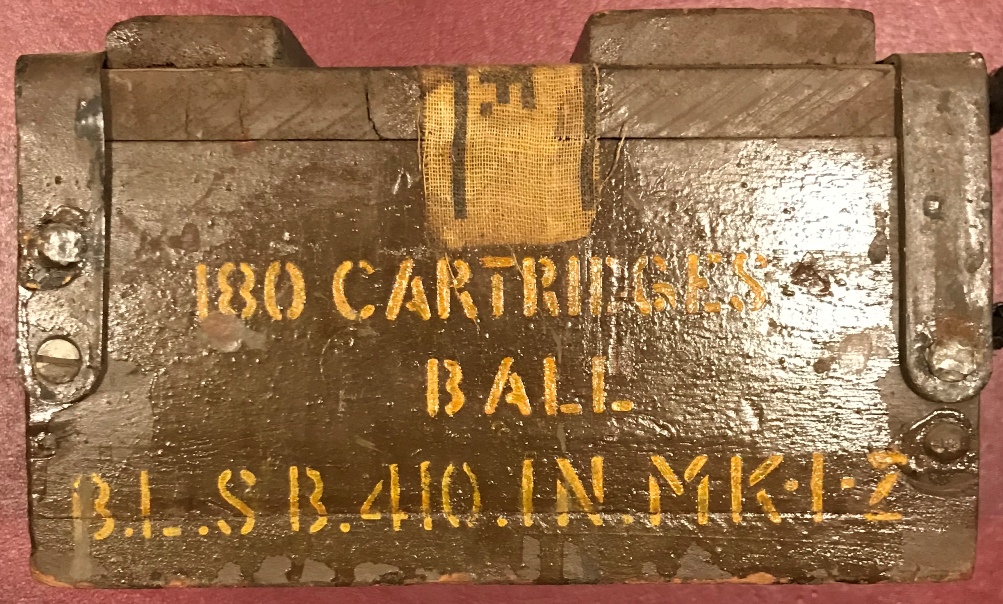 180 CARTRIDGES
BALL
B.L.S B.410.IN.MK·I·Z